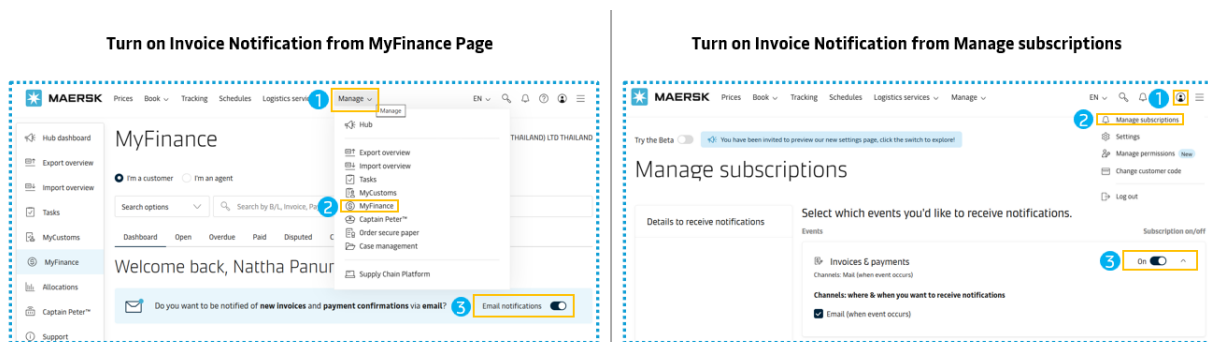 Turn on Invoice Notification from MyFinance Page
MAERSK Prices Book Tracking Schedules Logistics servic 1 Manage EN
Manage
Hub dashboard
Export overview
Import overview
Tasks
MyCustoms
MyFinance
Allocations
Captain Peter™
Support
MyFinance
THAILAND) LTD THAILAND
I'm a customer I'm an agent
Search options Search by B/L, Invoice, Pa
Dashboard Open Overdue Paid Disputed C
Welcome back, Nattha Panur
Hub
Export overview
Import overview
Tasks
MyCustoms
2 MyFinance
Captain Peter™
Order secure paper
Case management
Supply Chain Platform
Do you want to be notified of new invoices and payment confirmations via email? 3 Email notifications
Turn on Invoice Notification from Manage subscriptions
MAERSK Prices Book Tracking Schedules Logistics services Manage EN 1
2 Manage subscriptions
Settings
Manage permissions New
Change customer code
Log out
Try the Beta You have been invited to preview our new settings page, click the switch to explore!
Manage subscriptions
Details to receive notifications
Select which events you'd like to receive notifications.
Events Subscription on/off
Invoices & payments 3 On
Channels: Mail (when event occurs)
Channels: where & when you want to receive notifications
Email (when event occurs)